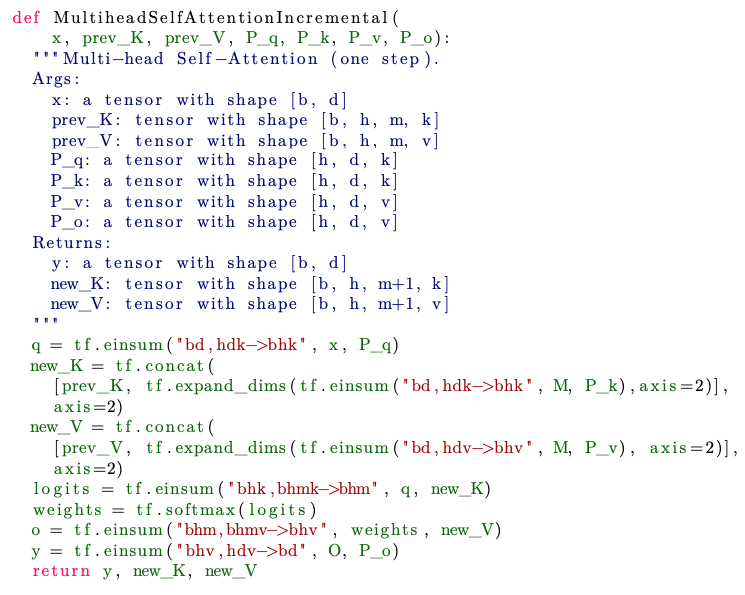 def MultiheadSelfAttentionIncremental(
    x, prev_K, prev_V, P_q, P_k, P_v, P_o):
  """Multi-head Self-Attention (one step).
  Args:
    x: a tensor with shape [b, d]
    prev_K: tensor with shape [b, h, m, k]
    prev_V: tensor with shape [b, h, m, v]
    P_q: a tensor with shape [h, d, k]
    P_k: a tensor with shape [h, d, k]
    P_v: a tensor with shape [h, d, v]
    P_o: a tensor with shape [h, d, v]
  Returns:
    y: a tensor with shape [b, d]
    new_K: tensor with shape [b, h, m+1, k]
    new_V: tensor with shape [b, h, m+1, v]
  """
  q = tf.einsum("bd,hdk->bhk", x, P_q)
  new_K = tf.concat(
    [prev_K, tf.expand_dims(tf.einsum("bd,hdk->bhk", M, P_k),axis=2)],
    axis=2)
  new_V = tf.concat(
    [prev_V, tf.expand_dims(tf.einsum("bd,hdv->bhv", M, P_v), axis=2)],
    axis=2)
  logits = tf.einsum("bhk,bhmk->bhm", q, new_K)
  weights = tf.softmax(logits)
  o = tf.einsum("bhm,bhmv->bhv", weights, new_V)
  y = tf.einsum("bhv,hdv->bd", O, P_o)
  return y, new_K, new_V